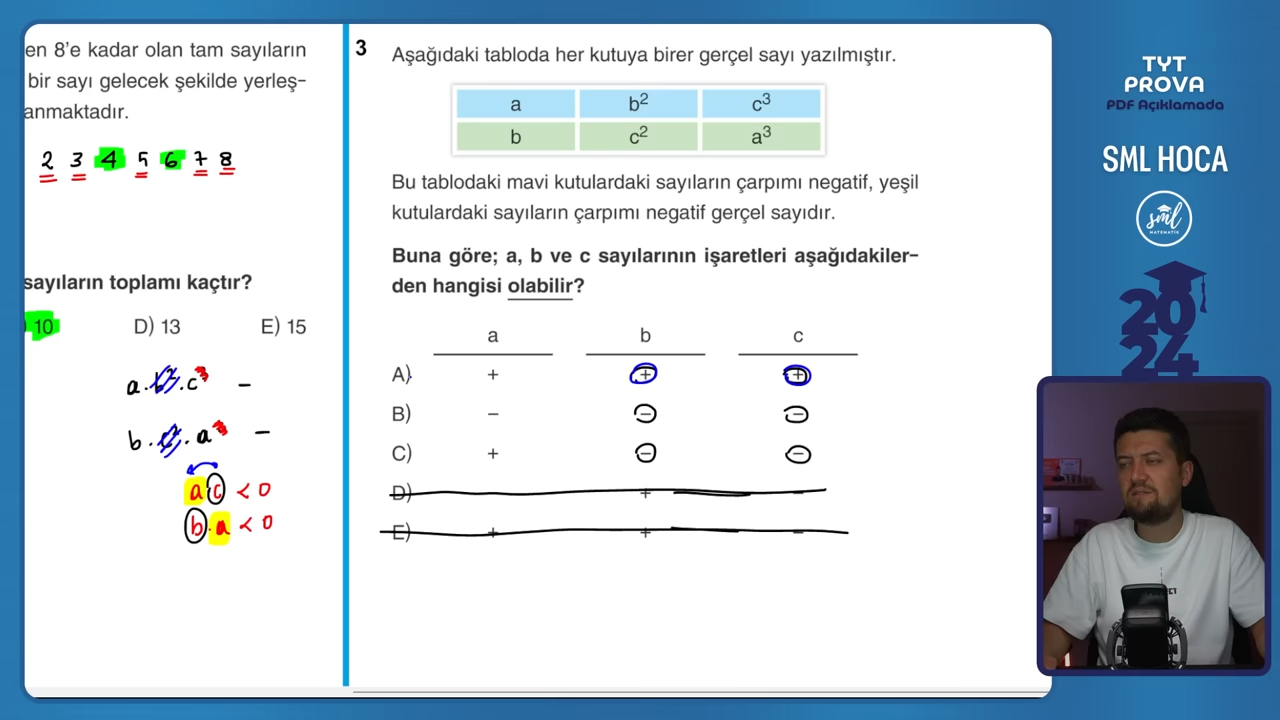 en 8'e kadar olan tam sayıların
bir sayı gelecek şekilde yerleş-
anmaktadır.
2 3 4 5 6 7 8
sayıların toplamı kaçtır?
10 D) 13 E) 15
a . b² . c³ -
b . c² . a³ -
a . c < 0
b . a < 0
3 Aşağıdaki tabloda her kutuya birer gerçel sayı yazılmıştır.
a b² c³
b c² a³
Bu tablodaki mavi kutulardaki sayıların çarpımı negatif, yeşil
kutulardaki sayıların çarpımı negatif gerçel sayıdır.
Buna göre; a, b ve c sayılarının işaretleri aşağıdakiler-
den hangisi olabilir?
a b c
A) + + +
B) - - -
C) + - -
D) + -
E) + + -
TYT
PROVA
PDF Açıklamada
SML HOCA
sml
MATEMATİK
2024